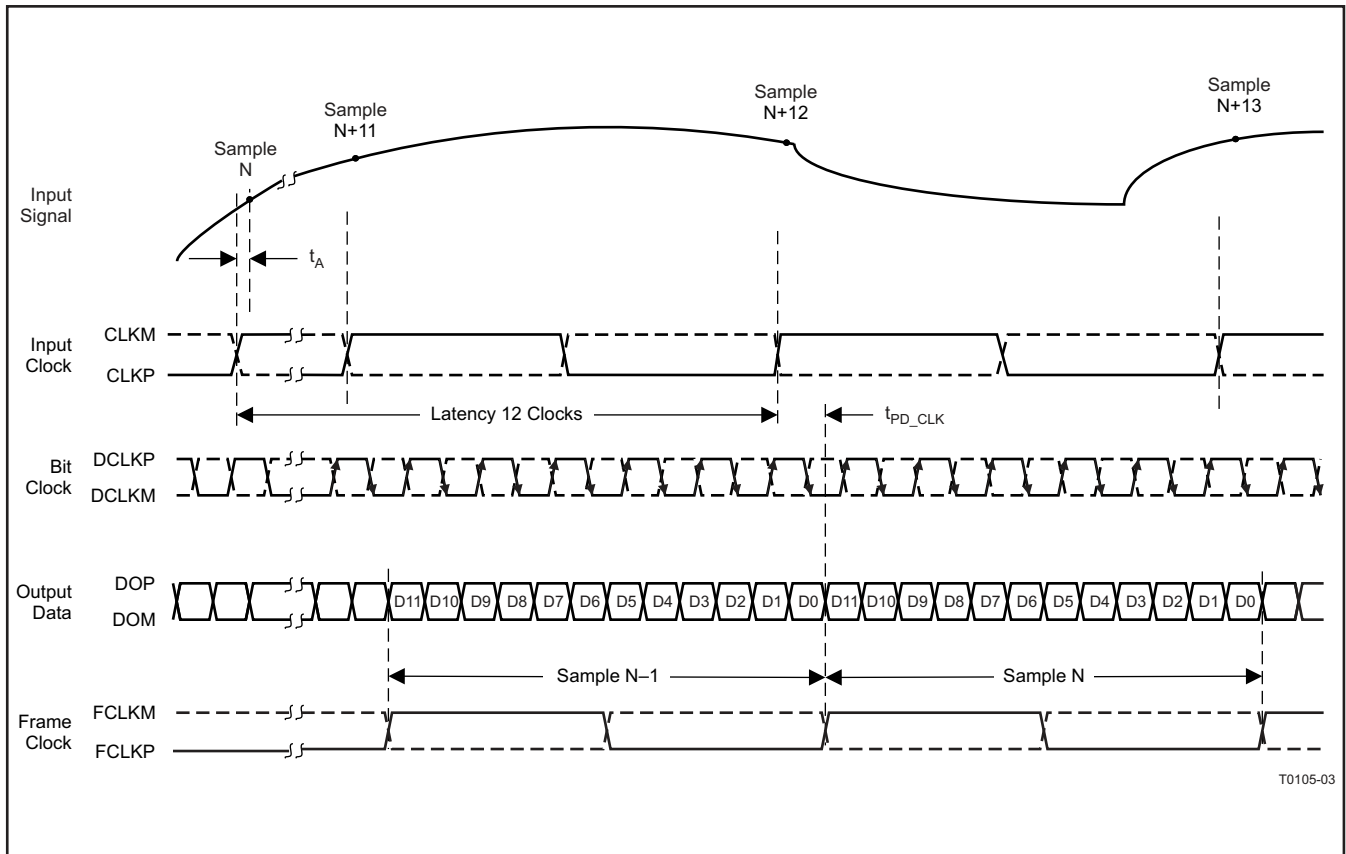 Sample
N
Sample
N+11
Sample
N+12
Sample
N+13
Input
Signal
tA
Input
Clock
CLKM
CLKP
Latency 12 Clocks
tPD_CLK
Bit
Clock
DCLKP
DCLKM
Output
Data
DOP
DOM
D11 D10 D9 D8 D7 D6 D5 D4 D3 D2 D1 D0 D11 D10 D9 D8 D7 D6 D5 D4 D3 D2 D1 D0
Sample N–1
Sample N
Frame
Clock
FCLKM
FCLKP
T0105-03